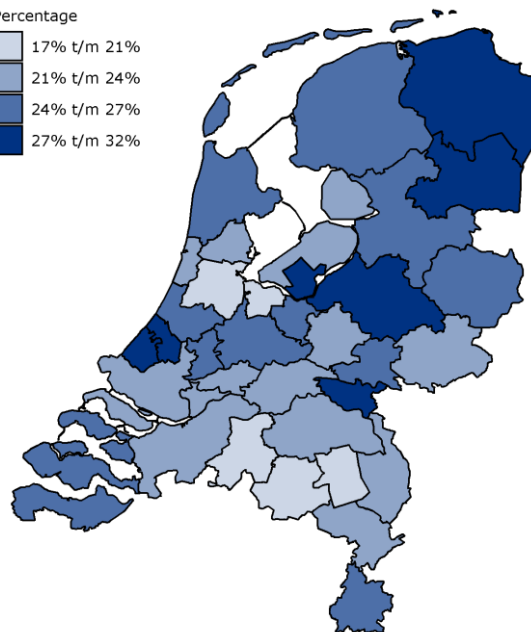 Percentage
17% t/m 21%
21% t/m 24%
24% t/m 27%
27% t/m 32%